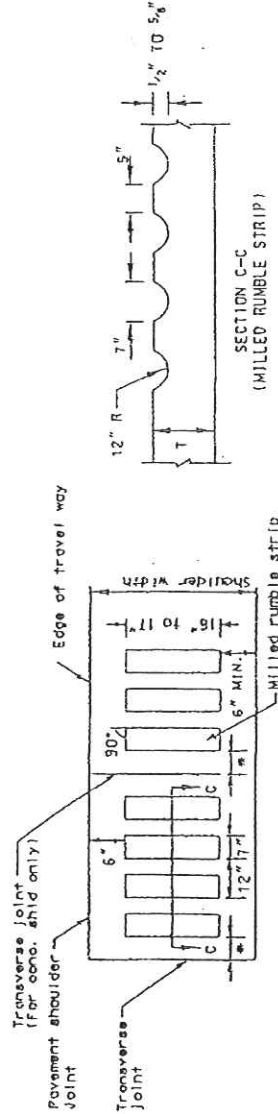 Transverse joint
(For conc. shld only)
Pavement shoulder
joint
Transverse
joint
Edge of travel way
6"
90°
16" to 17"
shoulder width
6" MIN.
C
C
*
12"
7"
*
Milled rumble strip
12" R
7"
5"
1/2" TO 5/8"
T
SECTION C-C
(MILLED RUMBLE STRIP)